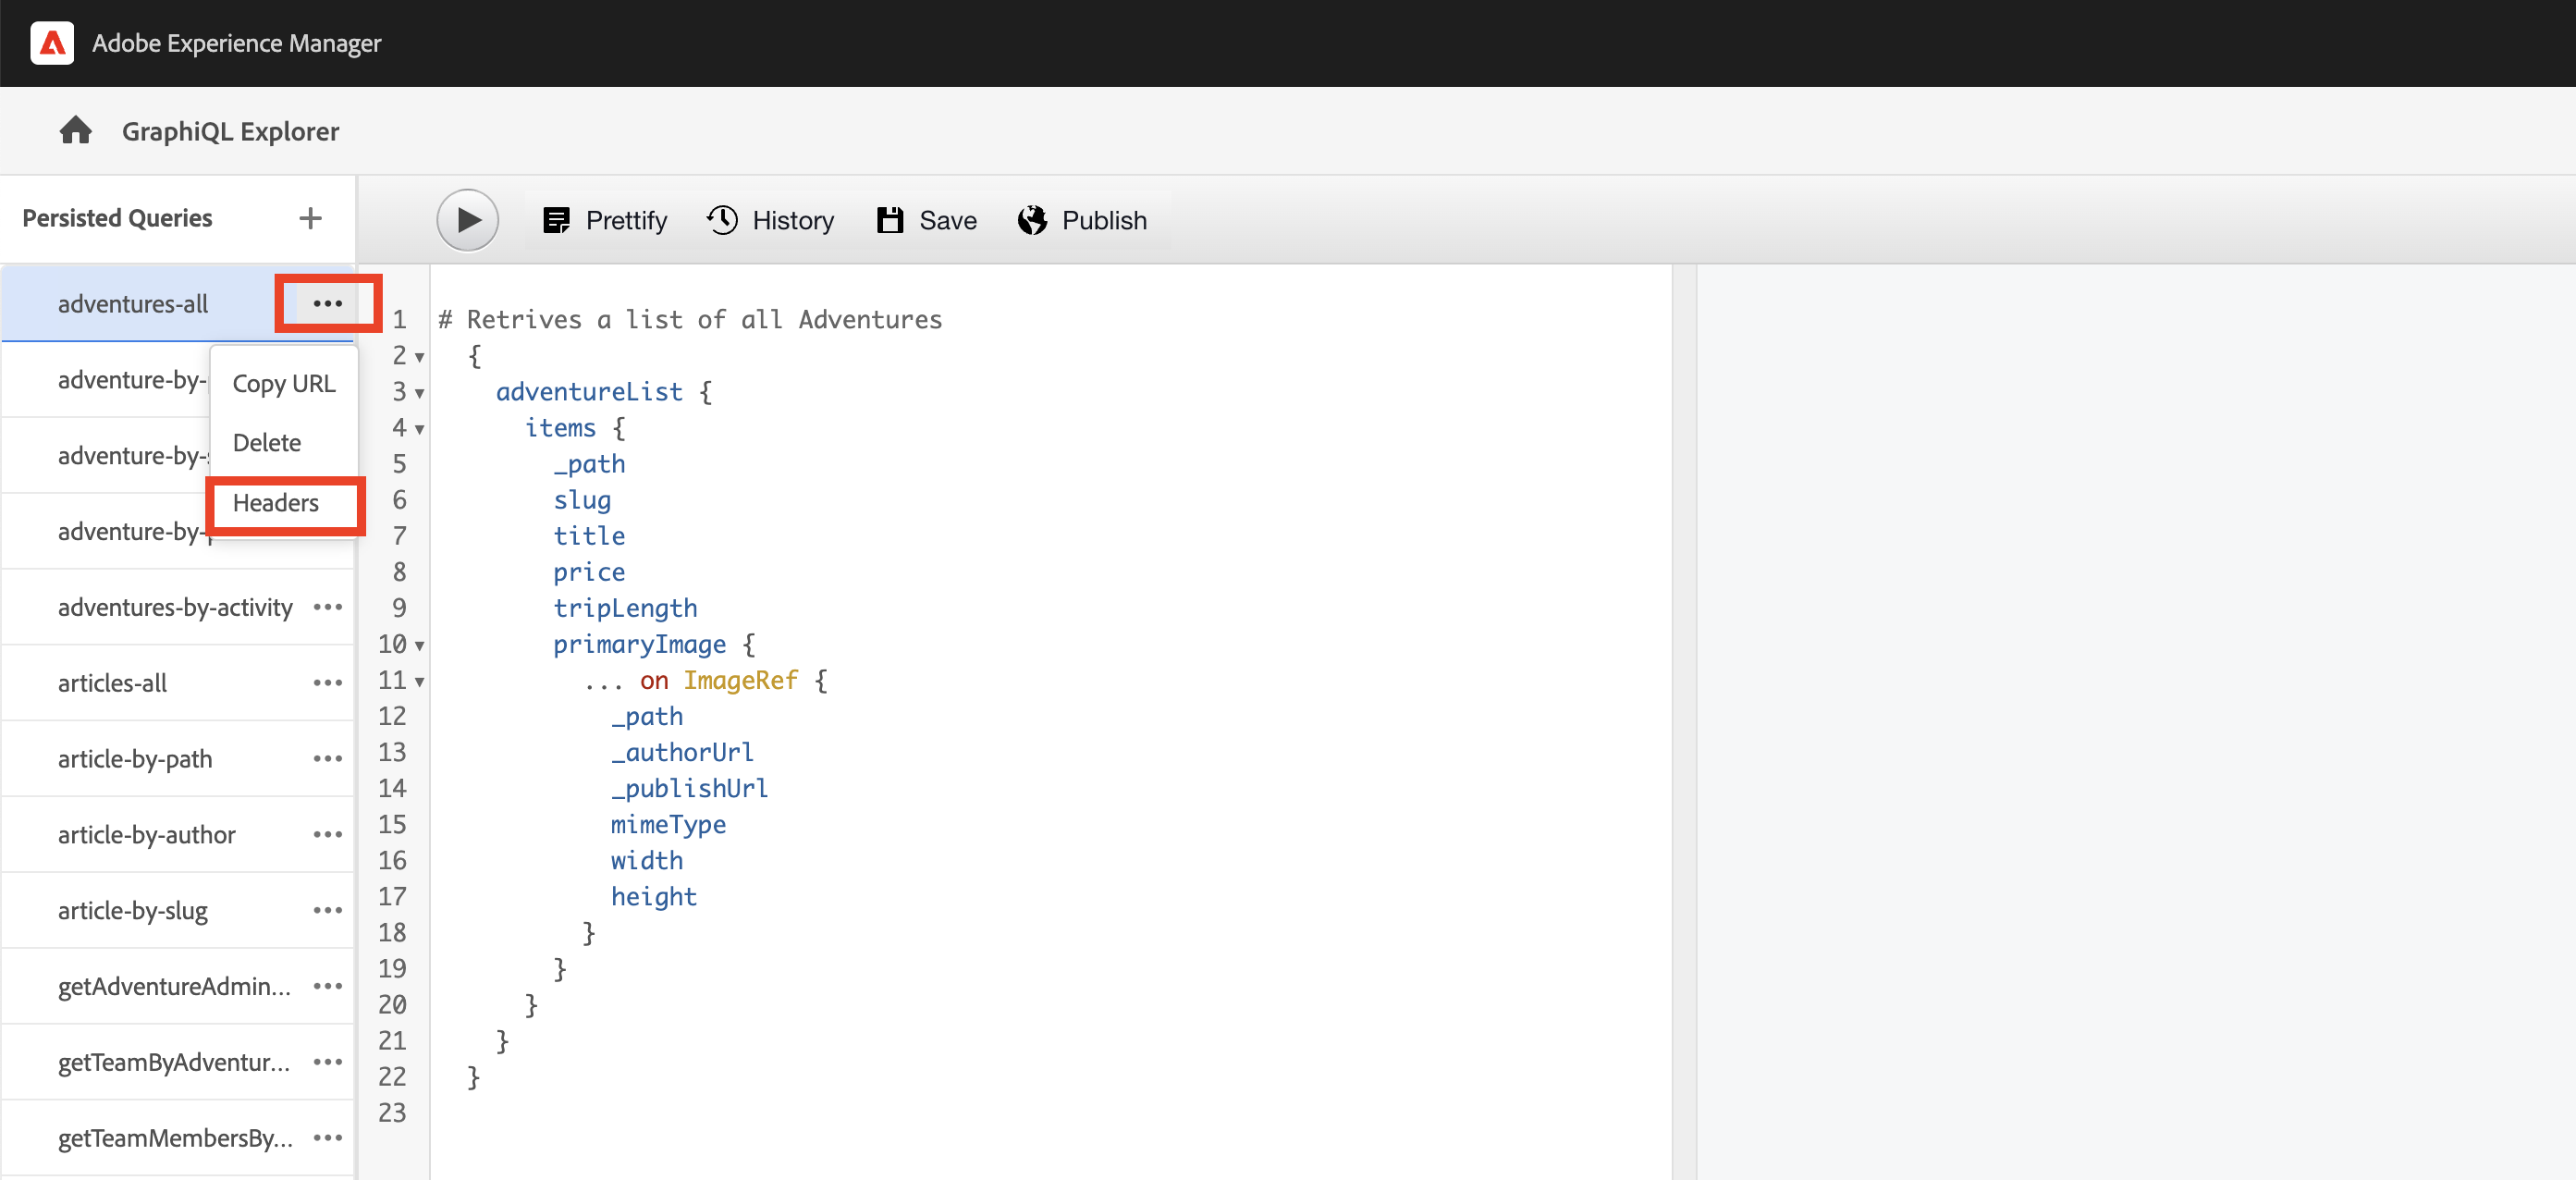 Adobe Experience Manager
GraphiQL Explorer
Persisted Queries +
Prettify History Save Publish
adventures-all •••
adventure-by-
Copy URL
Delete
adventure-by-
Headers
adventure-by-
adventures-by-activity •••
articles-all •••
article-by-path •••
article-by-author •••
article-by-slug •••
getAdventureAdmin... •••
getTeamByAdventur... •••
getTeamMembersBy... •••
1 # Retrives a list of all Adventures
2 {
3 adventureList {
4 items {
5 _path
6 slug
7 title
8 price
9 tripLength
10 primaryImage {
11 ... on ImageRef {
12 _path
13 _authorUrl
14 _publishUrl
15 mimeType
16 width
17 height
18 }
19 }
20 }
21 }
22 }
23